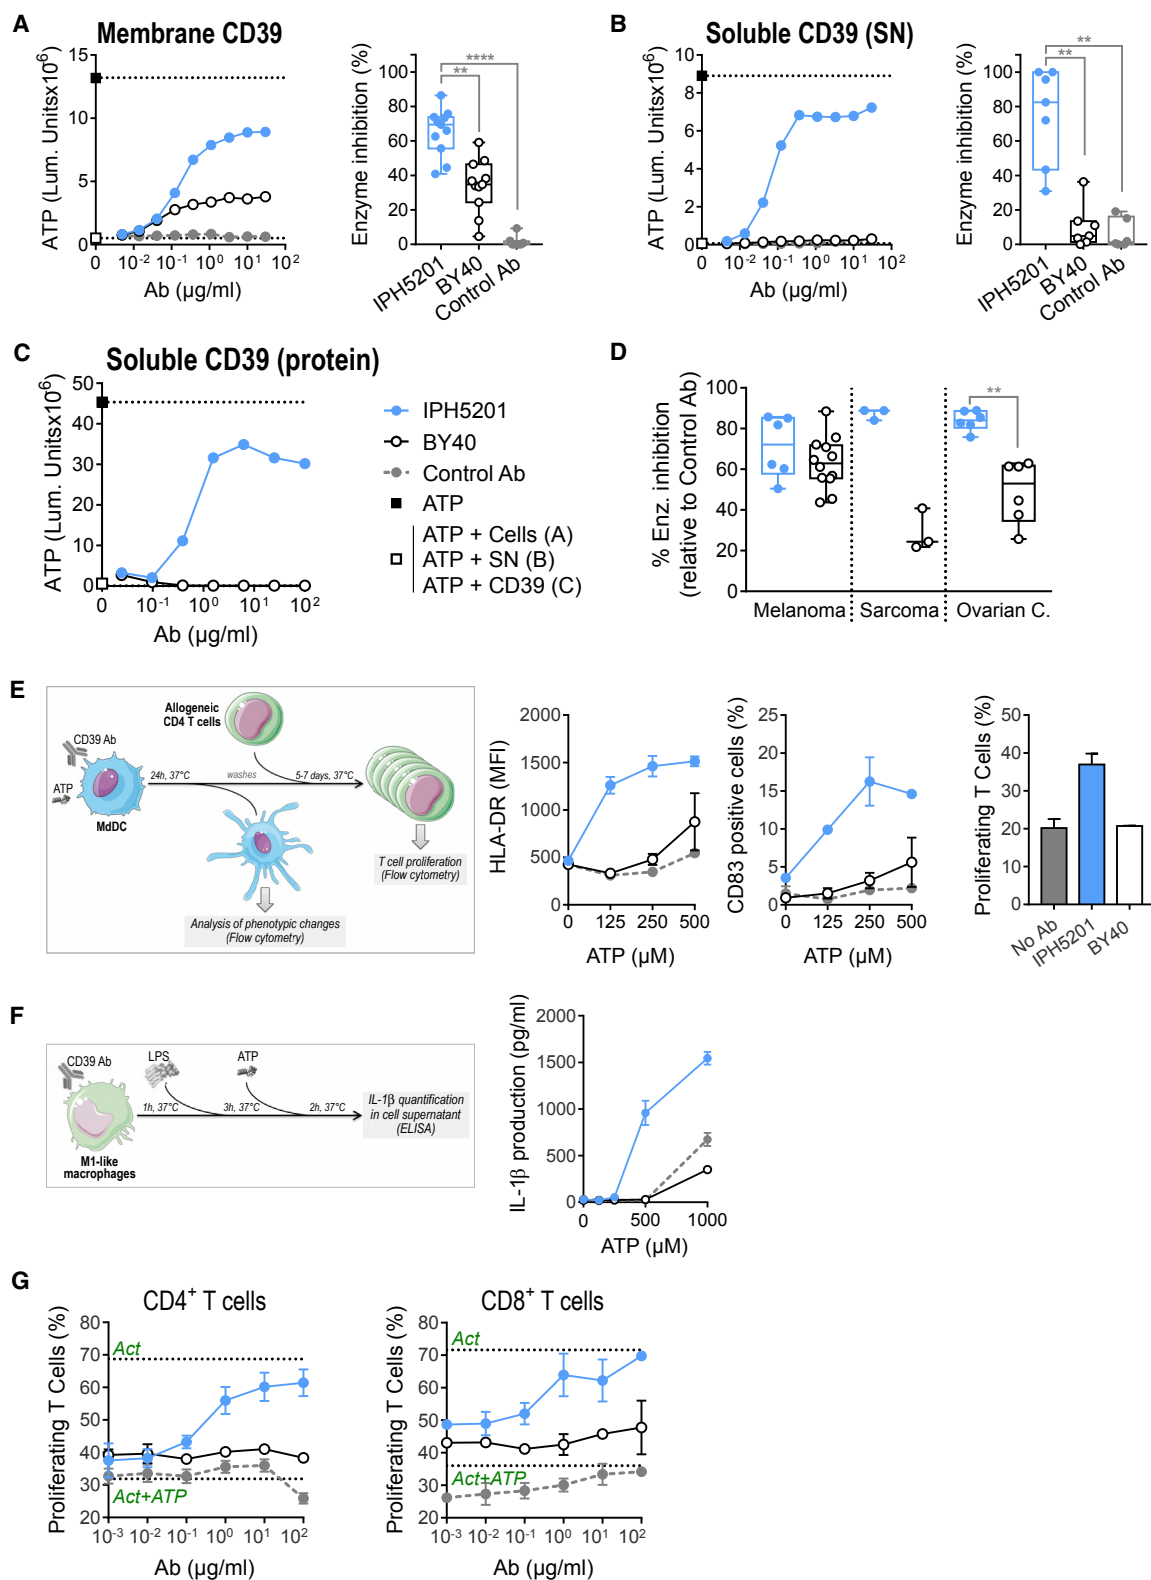 A
Membrane CD39
ATP (Lum. Unitsx10⁶)
15
10
5
0
0
10⁻²
10⁻¹
10⁰
10¹
10²
Ab (µg/ml)
Enzyme inhibition (%)
100
80
60
40
20
0
****
**
IPH5201
BY40
Control Ab
B
Soluble CD39 (SN)
ATP (Lum. Unitsx10⁶)
10
8
6
4
2
0
0
10⁻²
10⁻¹
10⁰
10¹
10²
Ab (µg/ml)
Enzyme inhibition (%)
100
80
60
40
20
0
**
**
IPH5201
BY40
Control Ab
C
Soluble CD39 (protein)
ATP (Lum. Unitsx10⁶)
50
40
30
20
10
0
0
10⁻¹
10⁰
10¹
10²
Ab (µg/ml)
IPH5201
BY40
Control Ab
ATP
ATP + Cells (A)
ATP + SN (B)
ATP + CD39 (C)
D
% Enz. inhibition
(relative to Control Ab)
100
80
60
40
20
0
**
Melanoma
Sarcoma
Ovarian C.
E
Allogeneic
CD4 T cells
CD39 Ab
ATP
MdDC
24h, 37°C
washes
5-7 days, 37°C
T cell proliferation
(Flow cytometry)
Analysis of phenotypic changes
(Flow cytometry)
HLA-DR (MFI)
2000
1500
1000
500
0
0
125
250
500
ATP (µM)
CD83 positive cells (%)
25
20
15
10
5
0
0
125
250
500
ATP (µM)
Proliferating T Cells (%)
50
40
30
20
10
0
No Ab
IPH5201
BY40
F
CD39 Ab
LPS
ATP
1h, 37°C
3h, 37°C
2h, 37°C
M1-like
macrophages
IL-1β quantification
in cell supernatant
(ELISA)
IL-1β production (pg/ml)
2000
1500
1000
500
0
0
500
1000
ATP (µM)
G
CD4⁺ T cells
Proliferating T Cells (%)
80
70
60
50
40
30
20
Act
Act+ATP
10⁻³
10⁻²
10⁻¹
10⁰
10¹
10²
Ab (µg/ml)
CD8⁺ T cells
Proliferating T Cells (%)
80
70
60
50
40
30
20
Act
Act+ATP
10⁻³
10⁻²
10⁻¹
10⁰
10¹
10²
Ab (µg/ml)